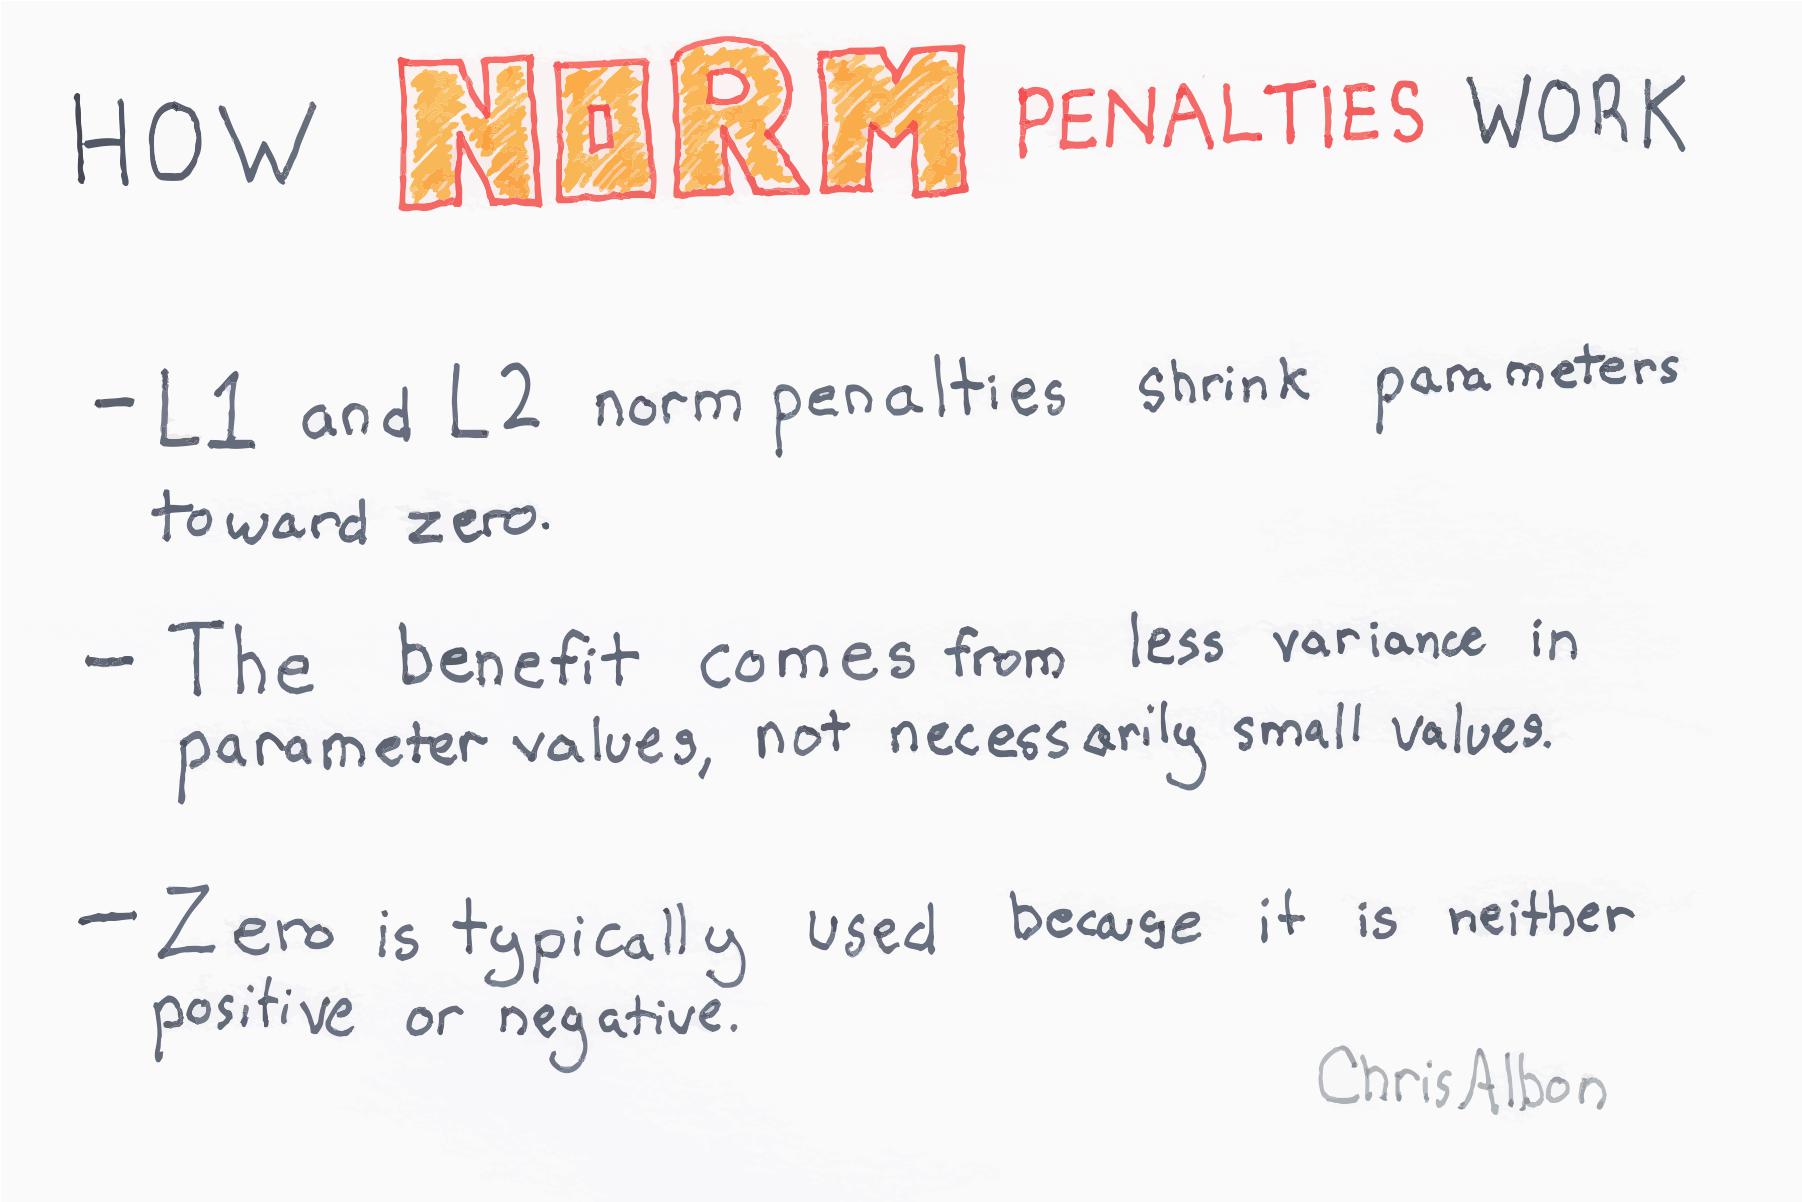 HOW NORM PENALTIES WORK
- L1 and L2 norm penalties shrink parameters
toward zero.
- The benefit comes from less variance in
parameter values, not necessarily small values.
- Zero is typically used because it is neither
positive or negative.
Chris Albon